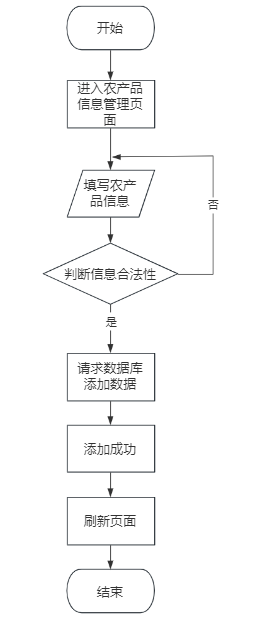 开始
进入农产品
信息管理页
面
填写农产
品信息
否
判断信息合法性
是
请求数据库
添加数据
添加成功
刷新页面
结束